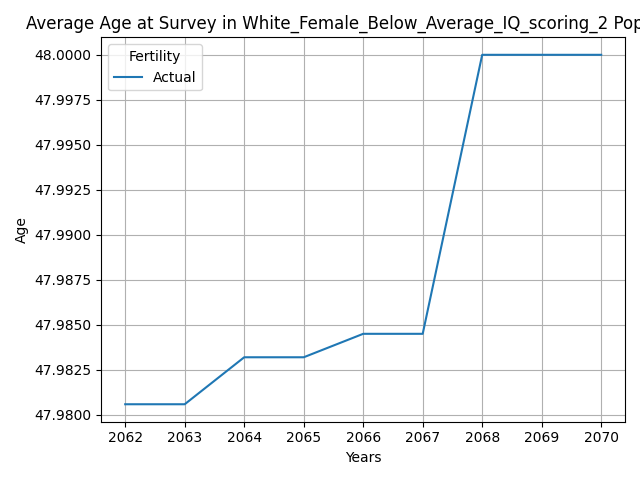 Average Age at Survey in White_Female_Below_Average_IQ_scoring_2 Pop
48.0000
47.9975
47.9950
47.9925
47.9900
47.9875
47.9850
47.9825
47.9800
Age
Fertility
Actual
2062 2063 2064 2065 2066 2067 2068 2069 2070
Years